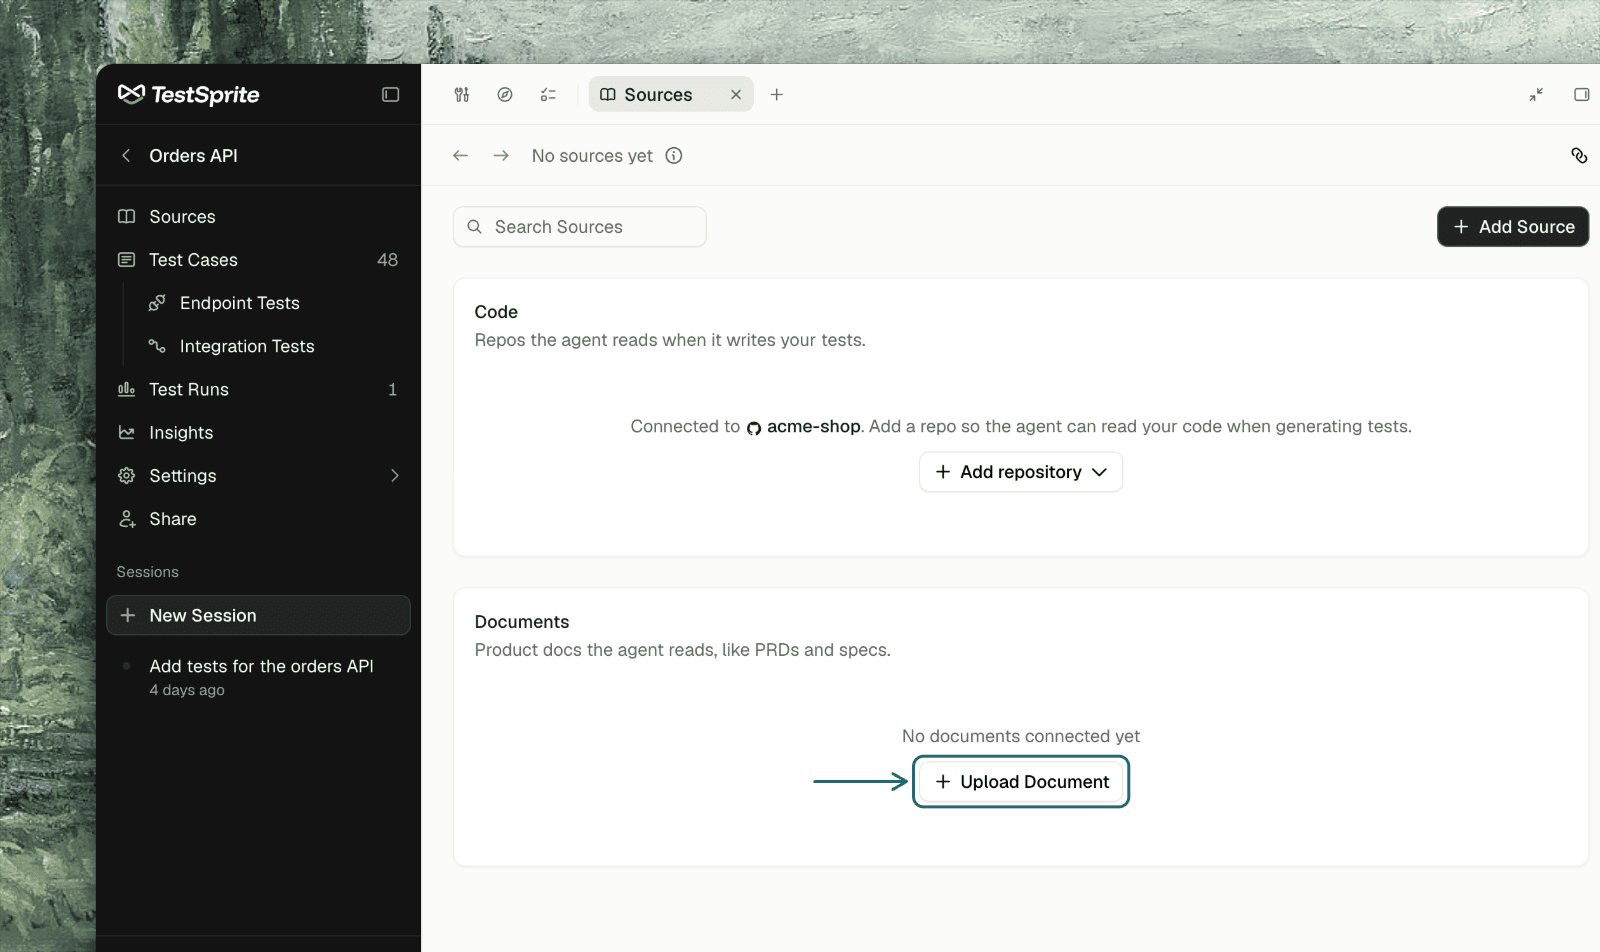 TestSprite
Sources
Orders API
No sources yet
Sources
Search Sources
+ Add Source
Test Cases 48
Endpoint Tests
Integration Tests
Test Runs 1
Insights
Settings
Share
Sessions
+ New Session
Add tests for the orders API
4 days ago
Code
Repos the agent reads when it writes your tests.
Connected to acme-shop. Add a repo so the agent can read your code when generating tests.
+ Add repository
Documents
Product docs the agent reads, like PRDs and specs.
No documents connected yet
+ Upload Document